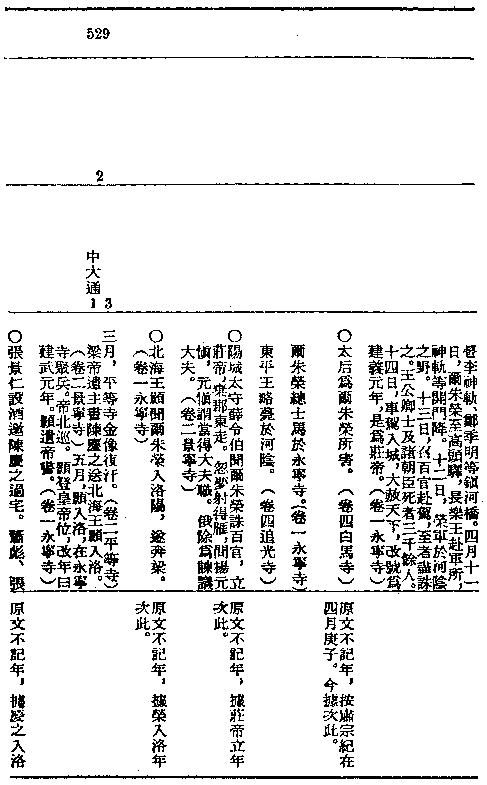 督李神軌、鄭季明等鎮河橋。四月十一
日，爾朱榮至高頭驛，長樂王赴軍所，
神軌等開門降。十二日，榮軍於河陰
之野。十三日，召百官赴駕，至者盡誅
之。王公卿士及諸朝臣死者三千餘人。
十四日，車駕入城，大赦天下，改號爲
建義元年，是爲莊帝。（卷一永寧寺）
〇太后爲爾朱榮所害。（卷四白馬寺）
原文不記年，按肅宗紀在
四月庚子。今據次此。
爾朱榮總士馬於永寧寺。（卷一永寧寺）
東平王略薨於河陰。（卷四追光寺）
〇陽城太守薛令伯聞爾朱榮誅百官，立
莊帝，棄郡東走。忽夢射得雁，問楊元
慎，元慎謂當得大夫職。俄除爲諫議
大夫。（卷二景寧寺）
原文不記年，據莊帝立年
次此。
〇北海王顥聞爾朱榮入洛陽，遂奔梁。
（卷一永寧寺）
原文不記年，據榮入洛年
次此。
529
2
中大通
1
3
三月，平等寺金像復汗。（卷二平等寺）
梁帝遣主書陳慶之送北海王顥入洛。
（卷二景寧寺）五月，顥入洛，在永寧
寺聚兵。帝北巡。顥登皇帝位，改年曰
建武元年。顥遺帝書。（卷一永寧寺）
〇張景仁設酒邀陳慶之過宅。蕭彪、張
原文不記年，據慶之入洛